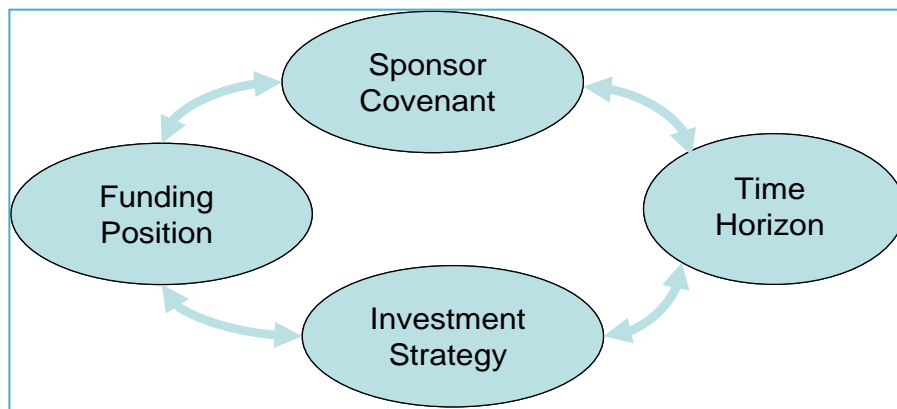 Sponsor
Covenant
Funding
Position
Time
Horizon
Investment
Strategy